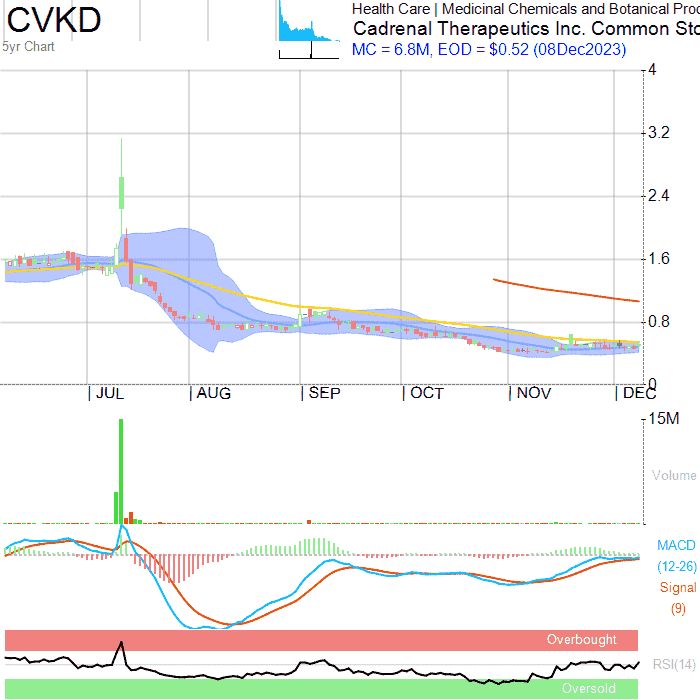 CVKD
5yr Chart
Health Care | Medicinal Chemicals and Botanical Proc
Cadrenal Therapeutics Inc. Common Sto
MC = 6.8M, EOD = $0.52 (08Dec2023)
4
3.2
2.4
1.6
0.8
0
JUL AUG SEP OCT NOV DEC
15M
Volume
MACD
(12-26)
Signal
(9)
Overbought
RSI(14)
Oversold